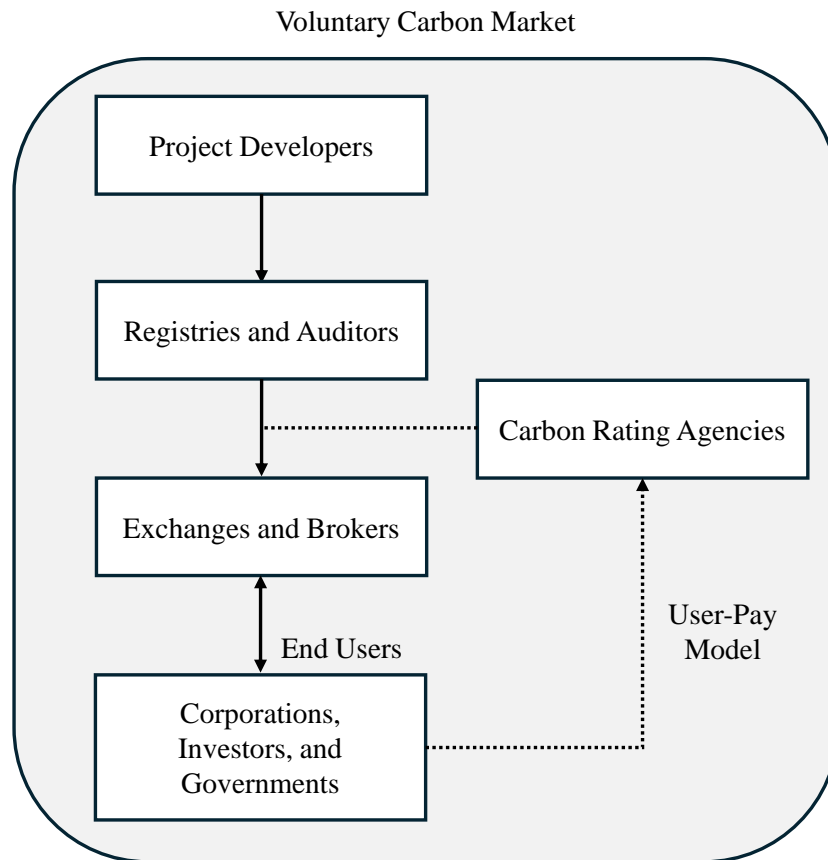 Voluntary Carbon Market
Project Developers
Registries and Auditors
Carbon Rating Agencies
Exchanges and Brokers
User-Pay
Model
End Users
Corporations,
Investors, and
Governments